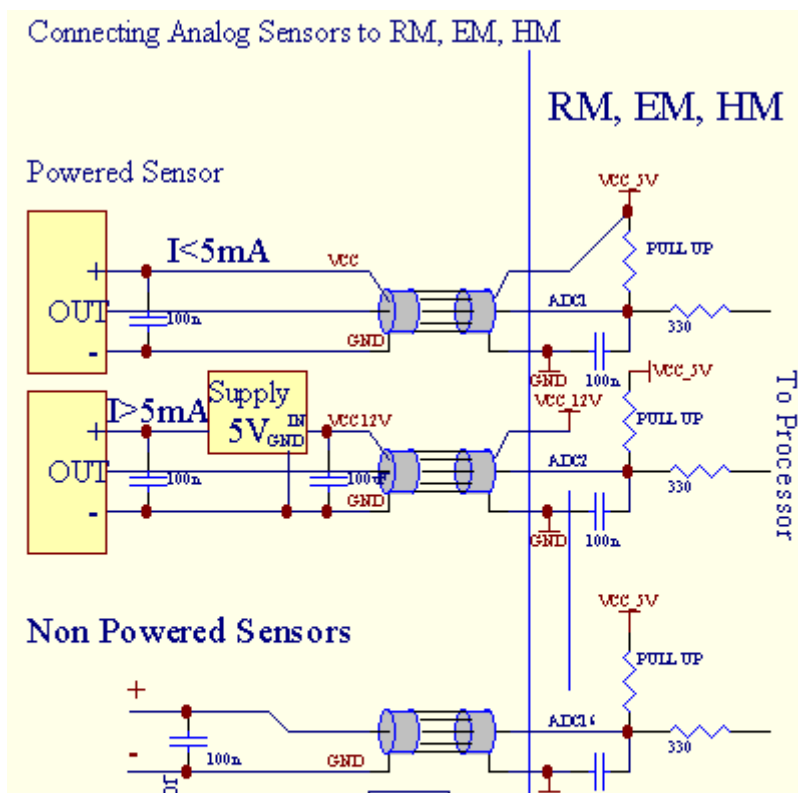 Connecting Analog Sensors to RM, EM, HM
RM, EM, HM
Powered Sensor
VCC_5V
I<5mA
VCC
PULL UP
+
OUT
100n
ADC1
-
GND
330
GND
100n
VCC_5V
I>5mA
Supply
5V
IN
GND
VCC12V
VCC_12V
PULL UP
+
OUT
100n
ADC2
-
GND
330
GND
100n
To Processor
Non Powered Sensors
VCC_5V
PULL UP
+
ADC16
-
100n
GND
330